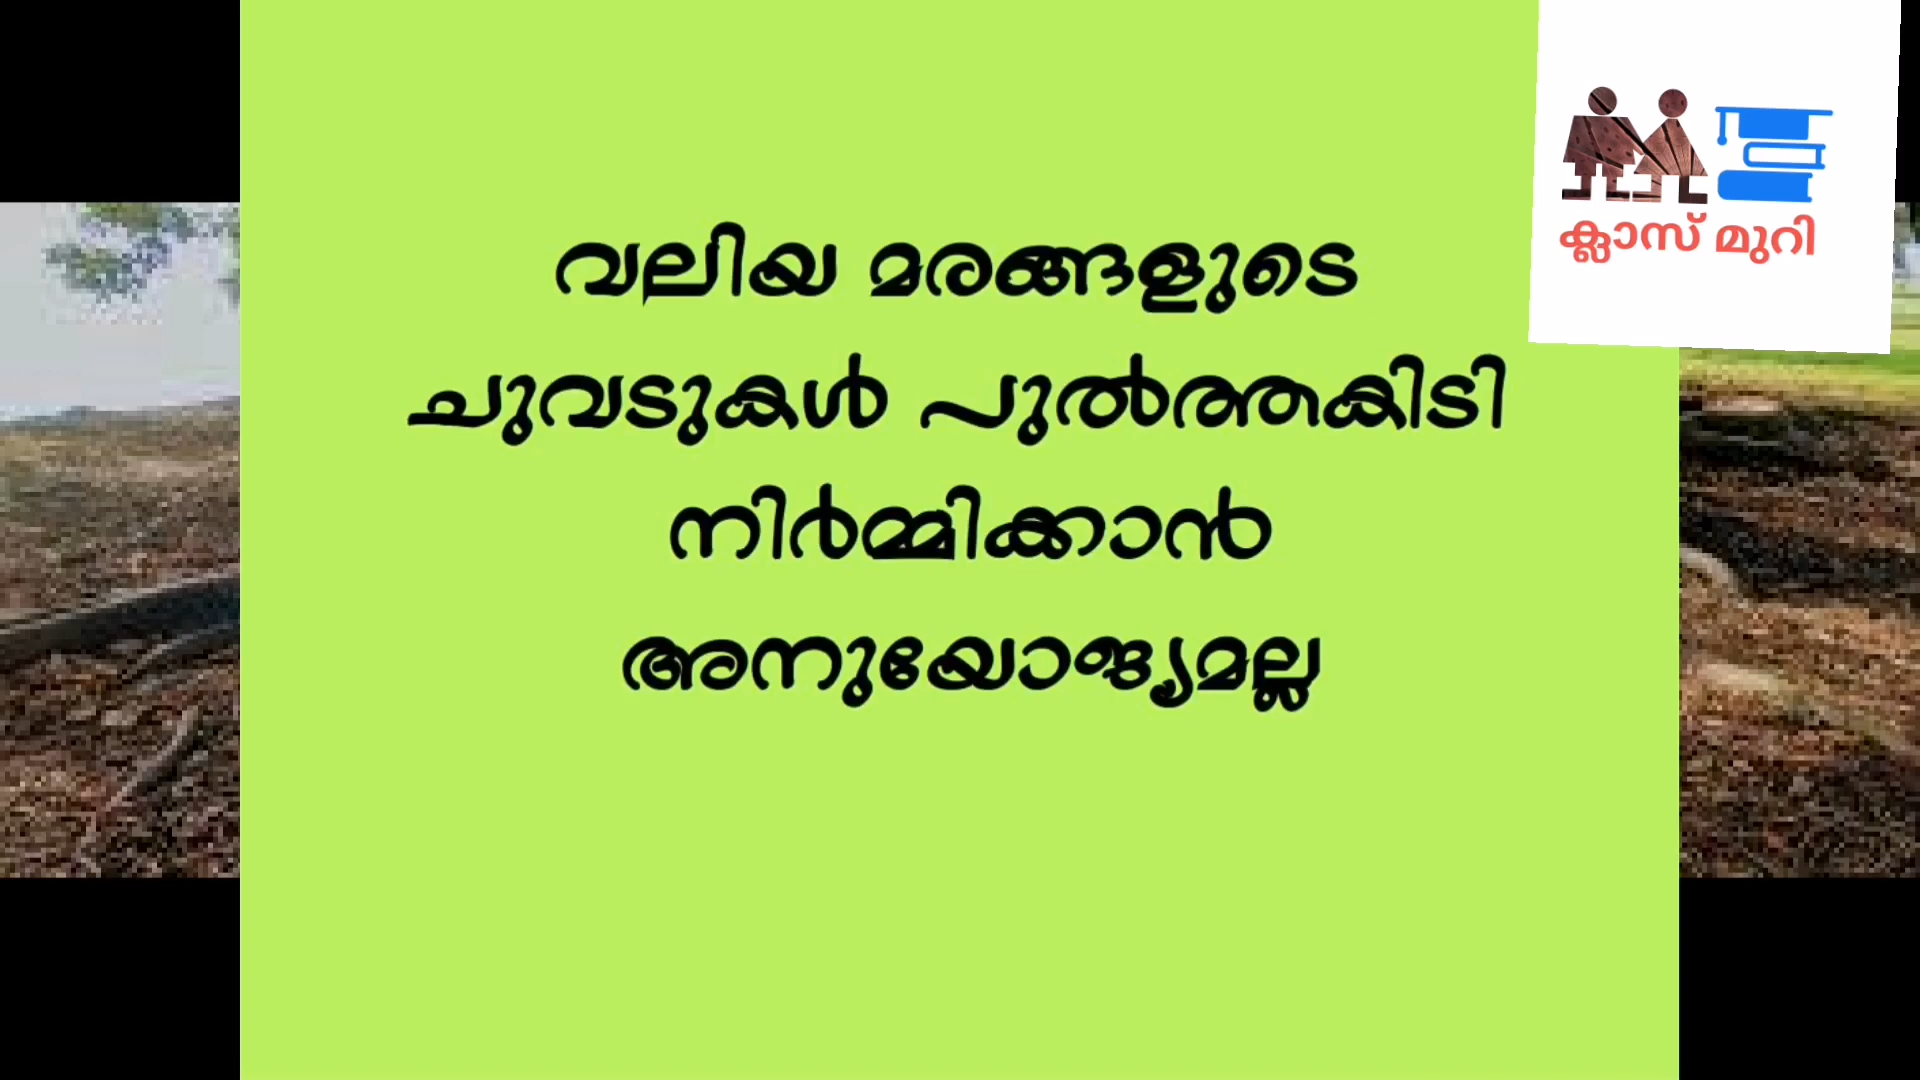 ക്ലാസ് മുറി
വലിയ മരങ്ങളുടെ
ചുവടുകൾ പുൽത്തകിടി
നിർമ്മിക്കാൻ
അനുയോജ്യമല്ല